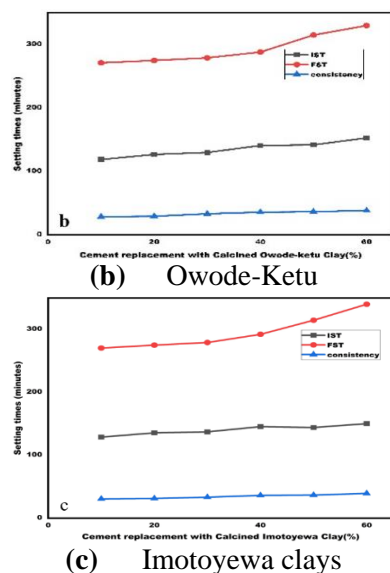 300
200
100
0
Setting times (minutes)
IST
FST
consistency
b
0 20 40 60
Cement replacement with Calcined Owode-ketu Clay(%)
(b) Owode-Ketu
300
200
100
0
Setting times (minutes)
IST
FST
consistency
c
0 20 40 60
Cement replacement with Calcined Imotoyewa Clay(%)
(c) Imotoyewa clays